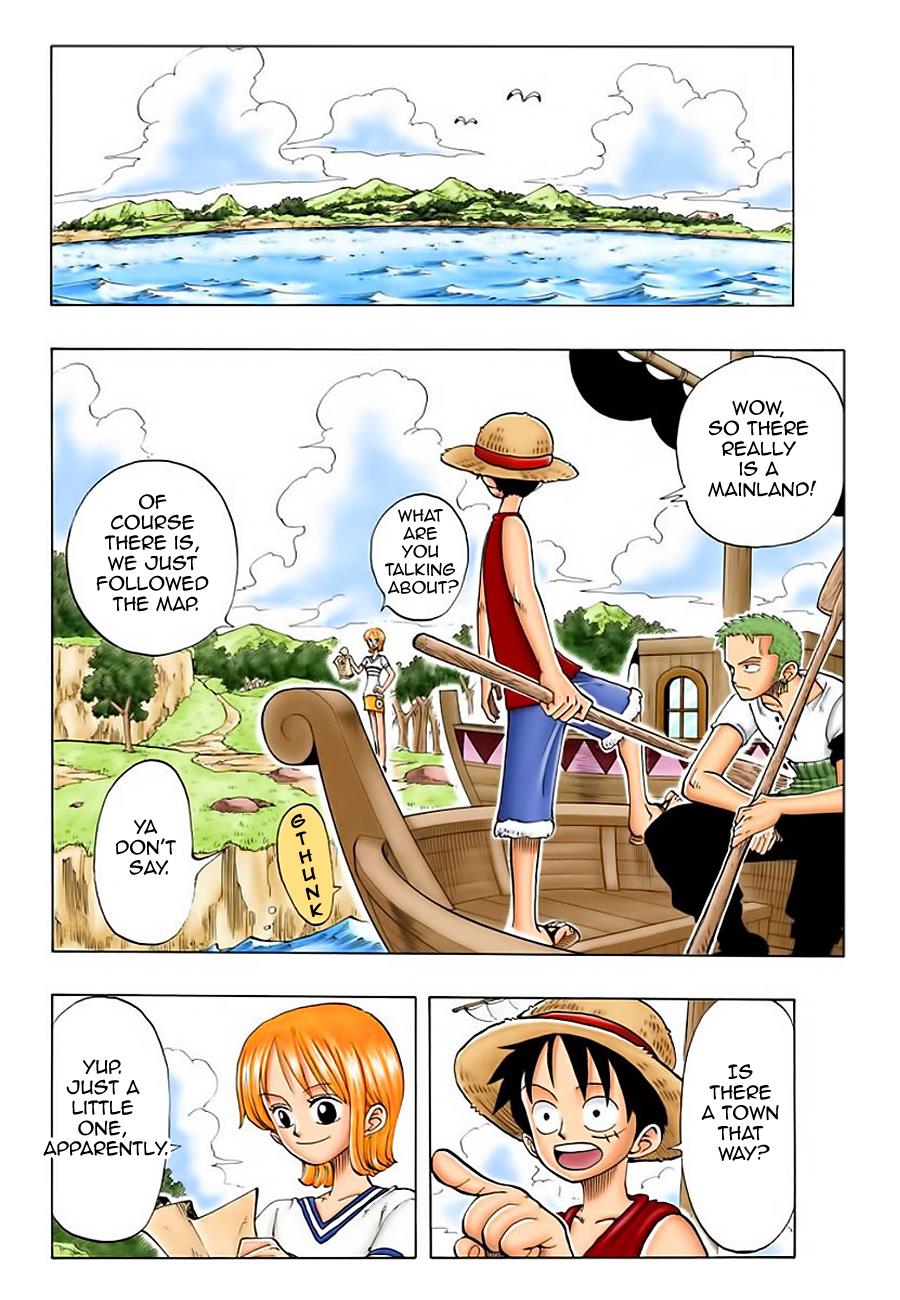 WOW,
SO THERE
REALLY
IS A
MAINLAND!
WHAT
ARE
YOU
TALKING
ABOUT?
OF
COURSE
THERE IS,
WE JUST
FOLLOWED
THE MAP.
GTHUNK
YA
DON'T
SAY.
IS
THERE
A TOWN
THAT
WAY?
YUP.
JUST A
LITTLE
ONE,
APPARENTLY.